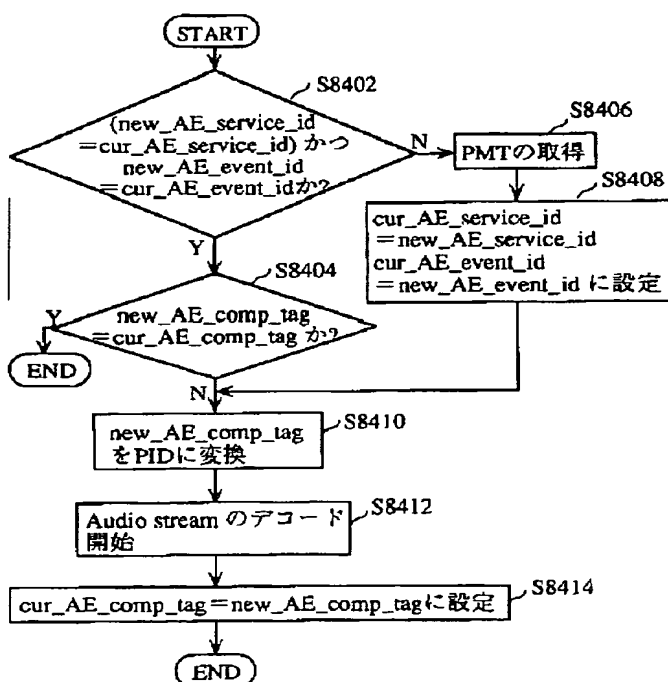 START
S8402
(new_AE_service_id
=cur_AE_service_id) かつ
new_AE_event_id
=cur_AE_event_idか?
N
S8406
PMTの取得
S8408
cur_AE_service_id
=new_AE_service_id
cur_AE_event_id
=new_AE_event_id に設定
Y
S8404
new_AE_comp_tag
=cur_AE_comp_tag か?
Y
END
N
S8410
new_AE_comp_tag
をPIDに変換
S8412
Audio stream のデコード
開始
S8414
cur_AE_comp_tag=new_AE_comp_tagに設定
END